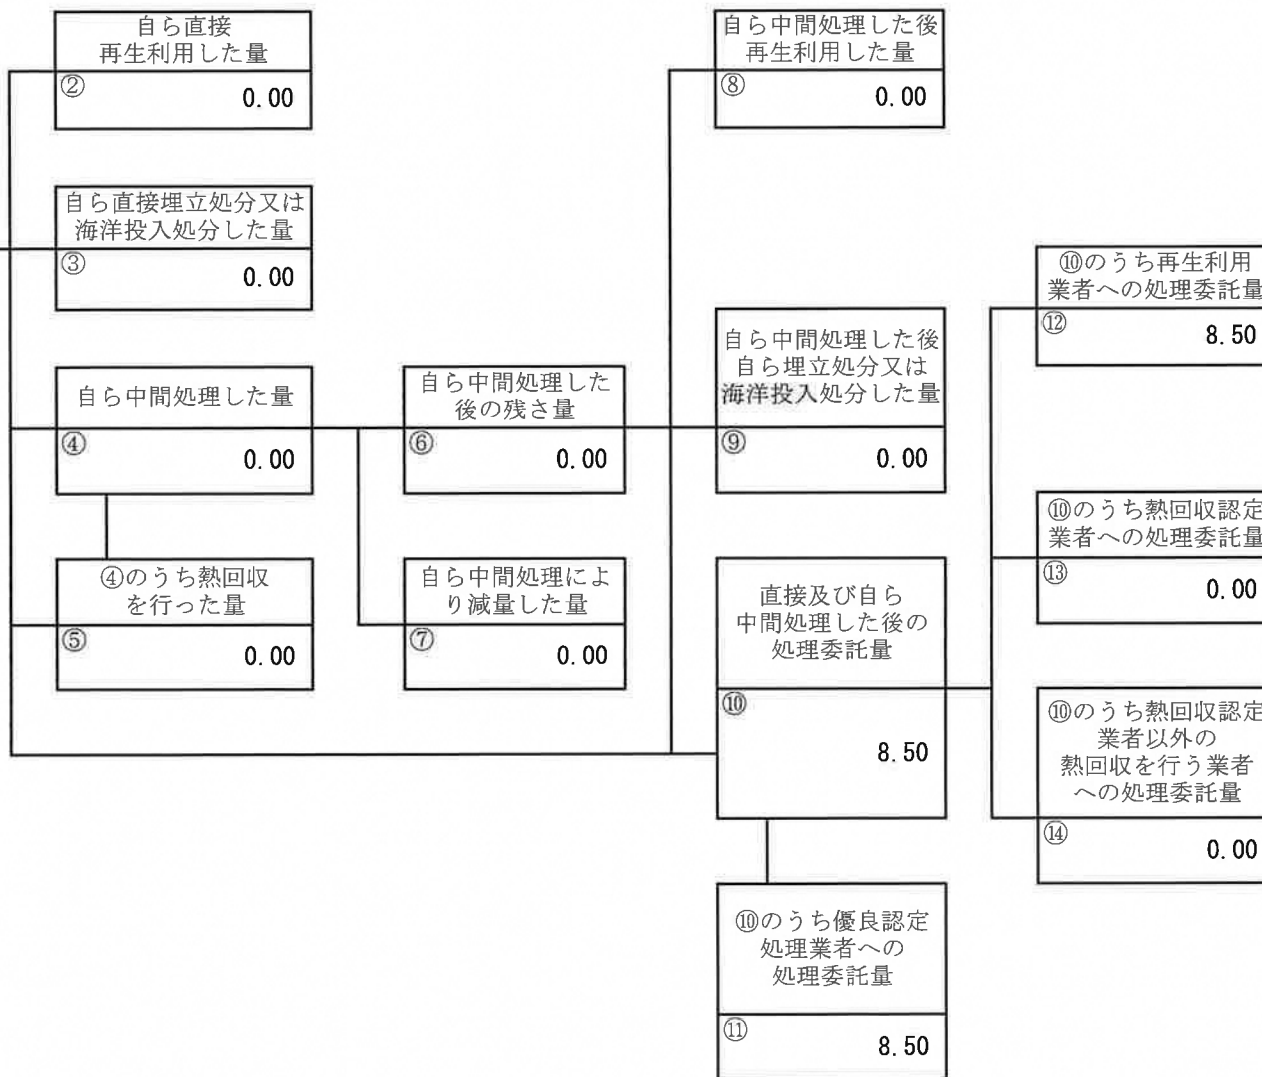 自ら直接
再生利用した量
②
0.00
自ら直接埋立処分又は
海洋投入処分した量
③
0.00
自ら中間処理した量
④
0.00
④のうち熱回収
を行った量
⑤
0.00
自ら中間処理した
後の残さ量
⑥
0.00
自ら中間処理によ
り減量した量
⑦
0.00
自ら中間処理した後
再生利用した量
⑧
0.00
自ら中間処理した後
自ら埋立処分又は
海洋投入処分した量
⑨
0.00
直接及び自ら
中間処理した後の
処理委託量
⑩
8.50
⑩のうち優良認定
処理業者への
処理委託量
⑪
8.50
⑩のうち再生利用
業者への処理委託量
⑫
8.50
⑩のうち熱回収認定
業者への処理委託量
⑬
0.00
⑩のうち熱回収認定
業者以外の
熱回収を行う業者
への処理委託量
⑭
0.00